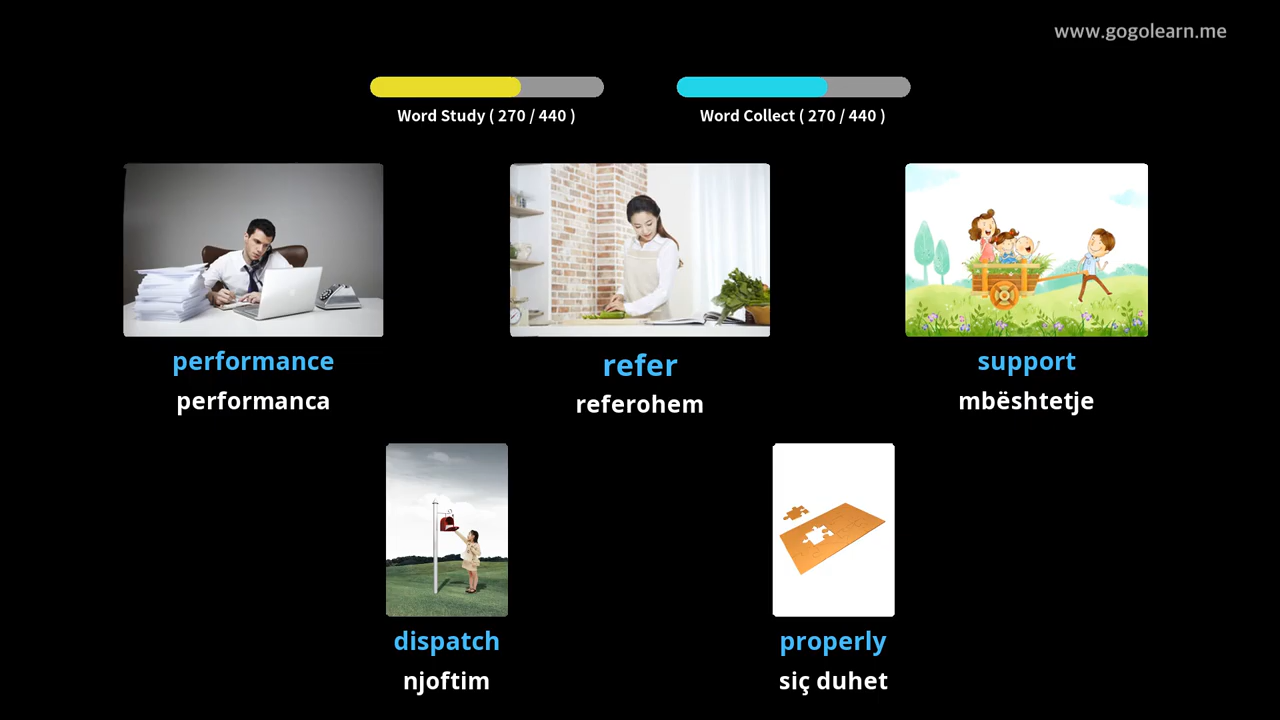 www.gogolearn.me
Word Study ( 270 / 440 )
Word Collect ( 270 / 440 )
performance
performanca
refer
referohem
support
mbështetje
dispatch
njoftim
properly
siç duhet